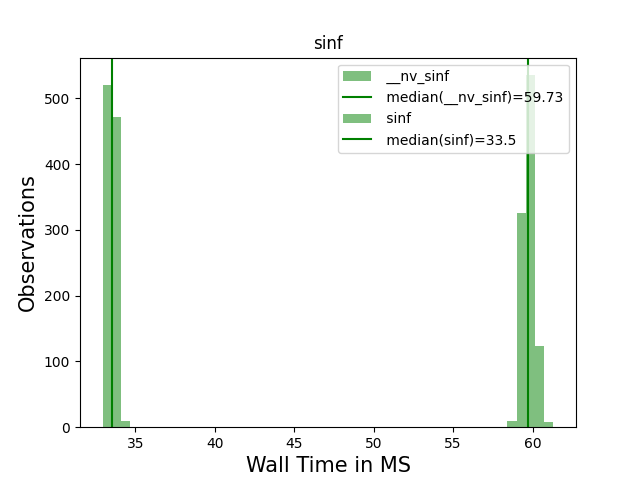 sinf
__nv_sinf
median(__nv_sinf)=59.73
sinf
median(sinf)=33.5
500
400
300
200
100
0
Observations
35
40
45
50
55
60
Wall Time in MS